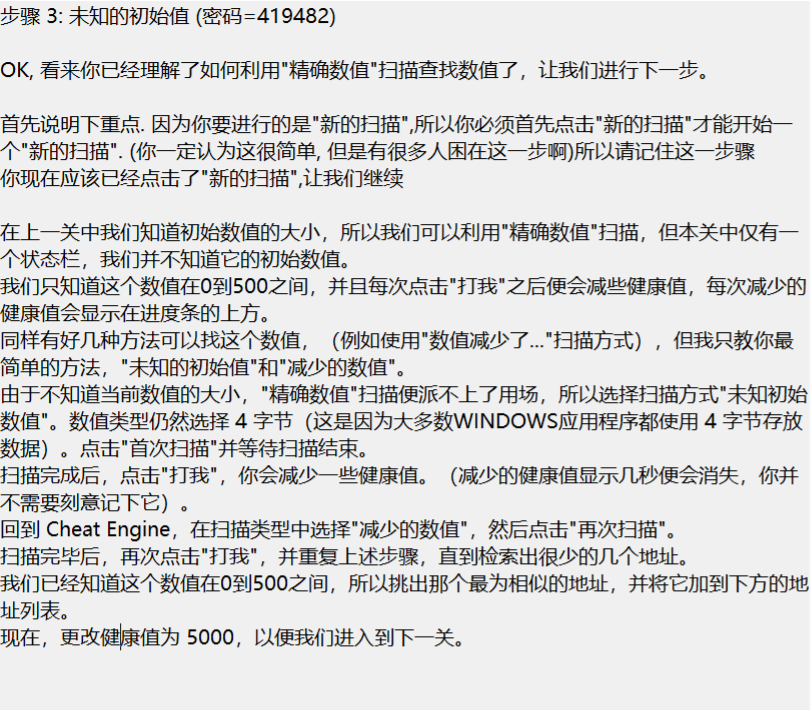 步骤 3: 未知的初始值 (密码=419482)
OK, 看来你已经理解了如何利用"精确数值"扫描查找数值了，让我们进行下一步。
首先说明下重点. 因为你要进行的是"新的扫描",所以你必须首先点击"新的扫描"才能开始一
个"新的扫描". (你一定认为这很简单, 但是有很多人困在这一步啊)所以请记住这一步骤
你现在应该已经点击了"新的扫描",让我们继续
在上一关中我们知道初始数值的大小，所以我们可以利用"精确数值"扫描，但本关中仅有一
个状态栏，我们并不知道它的初始数值。
我们只知道这个数值在0到500之间，并且每次点击"打我"之后便会减些健康值，每次减少的
健康值会显示在进度条的上方。
同样有好几种方法可以找这个数值，（例如使用"数值减少了..."扫描方式），但我只教你最
简单的方法，"未知的初始值"和"减少的数值"。
由于不知道当前数值的大小，"精确数值"扫描便派不上了用场，所以选择扫描方式"未知初始
数值"。数值类型仍然选择 4 字节（这是因为大多数WINDOWS应用程序都使用 4 字节存放
数据）。点击"首次扫描"并等待扫描结束。
扫描完成后，点击"打我"，你会减少一些健康值。（减少的健康值显示几秒便会消失，你并
不需要刻意记下它）。
回到 Cheat Engine，在扫描类型中选择"减少的数值"，然后点击"再次扫描"。
扫描完毕后，再次点击"打我"，并重复上述步骤，直到检索出很少的几个地址。
我们已经知道这个数值在0到500之间，所以挑出那个最为相似的地址，并将它加到下方的地
址列表。
现在，更改健康值为 5000，以便我们进入到下一关。